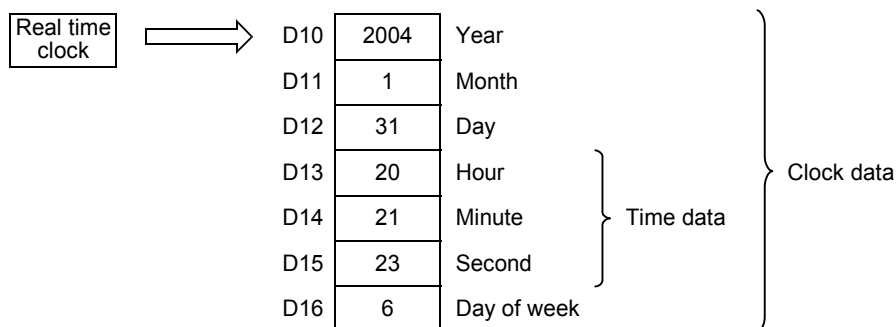 Real time
clock
D10 2004 Year
D11 1 Month
D12 31 Day
D13 20 Hour
D14 21 Minute
D15 23 Second
D16 6 Day of week
Time data
Clock data